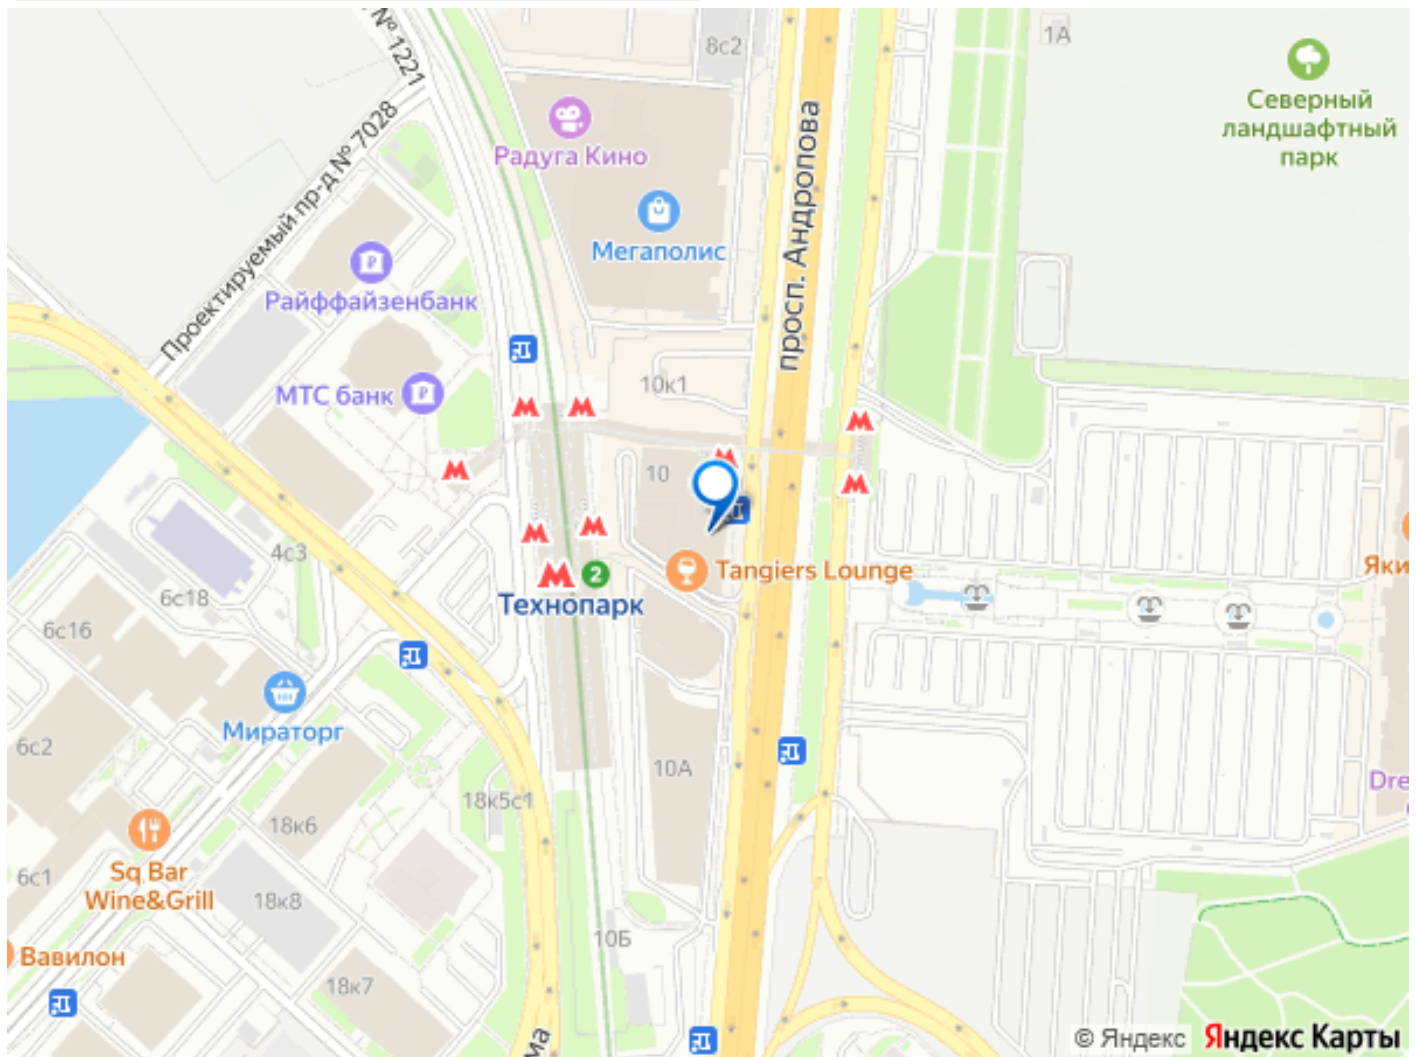 № 1221
8с2
1А
Северный
ландшафтный
парк
Радуга Кино
Проектируемый пр-д № 7028
просп. Андропова
Мегаполис
Райффайзенбанк
МТС банк
10к1
10
4с3
2
Tangiers Lounge
Технопарк
6с18
6с16
Яки
Мираторг
6с2
10А
Dre
18к5с1
18к6
Sq Bar
Wine&Grill
6с1
18к8
10Б
Вавилон
18к7
ма
© Яндекс Яндекс Карты